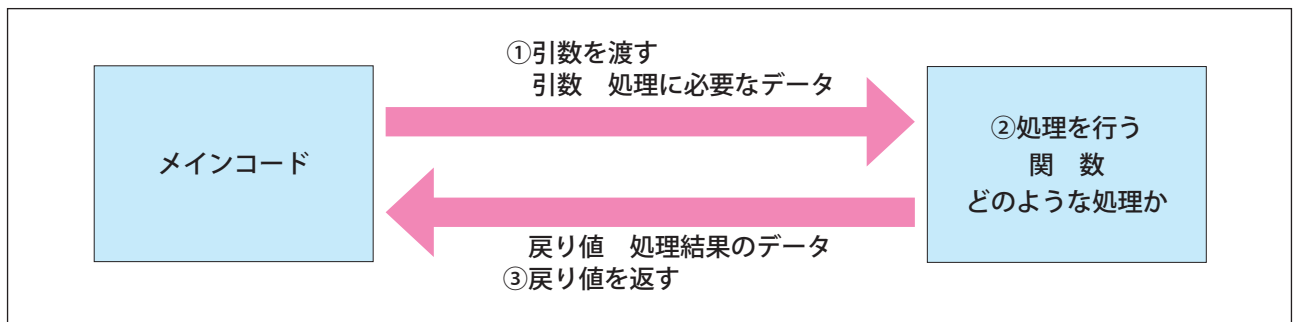 ①引数を渡す
引数　処理に必要なデータ
メインコード
②処理を行う
関　数
どのような処理か
戻り値　処理結果のデータ
③戻り値を返す